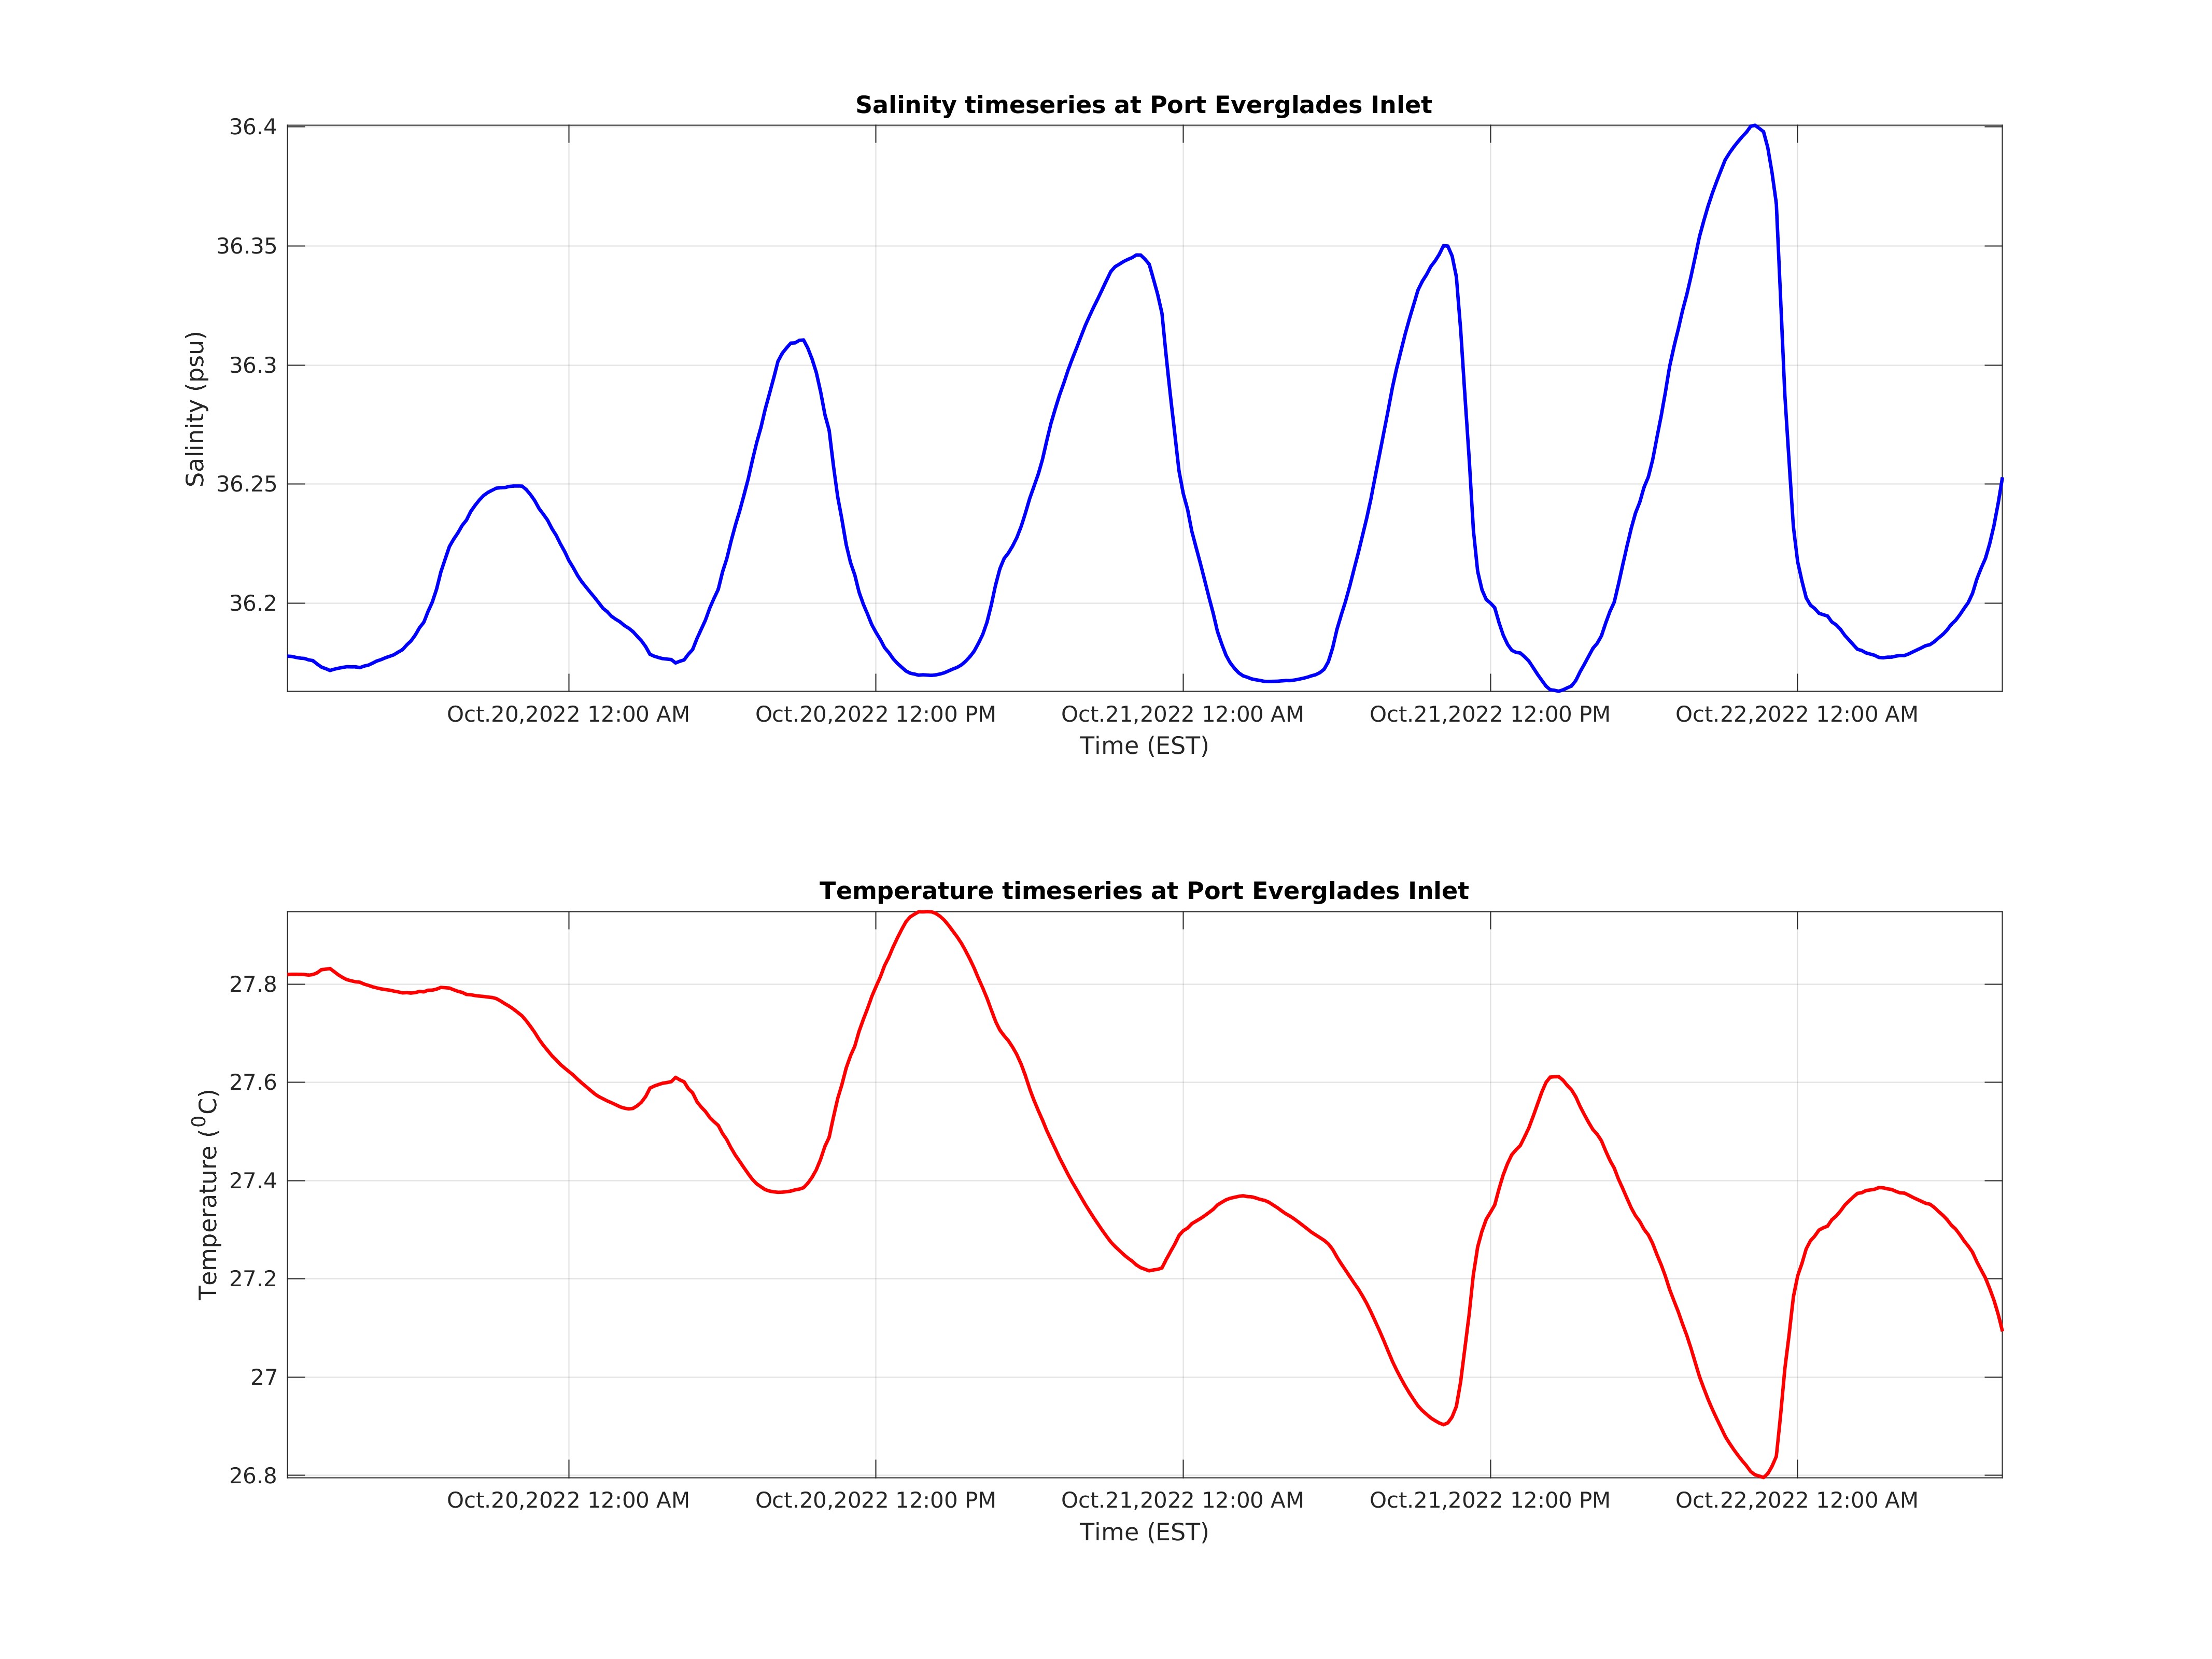 Salinity timeseries at Port Everglades Inlet
36.4
36.35
36.3
36.25
36.2
Salinity (psu)
Oct.20,2022 12:00 AM Oct.20,2022 12:00 PM Oct.21,2022 12:00 AM Oct.21,2022 12:00 PM Oct.22,2022 12:00 AM
Time (EST)
Temperature timeseries at Port Everglades Inlet
27.8
27.6
27.4
27.2
27
26.8
Temperature (⁰C)
Oct.20,2022 12:00 AM Oct.20,2022 12:00 PM Oct.21,2022 12:00 AM Oct.21,2022 12:00 PM Oct.22,2022 12:00 AM
Time (EST)